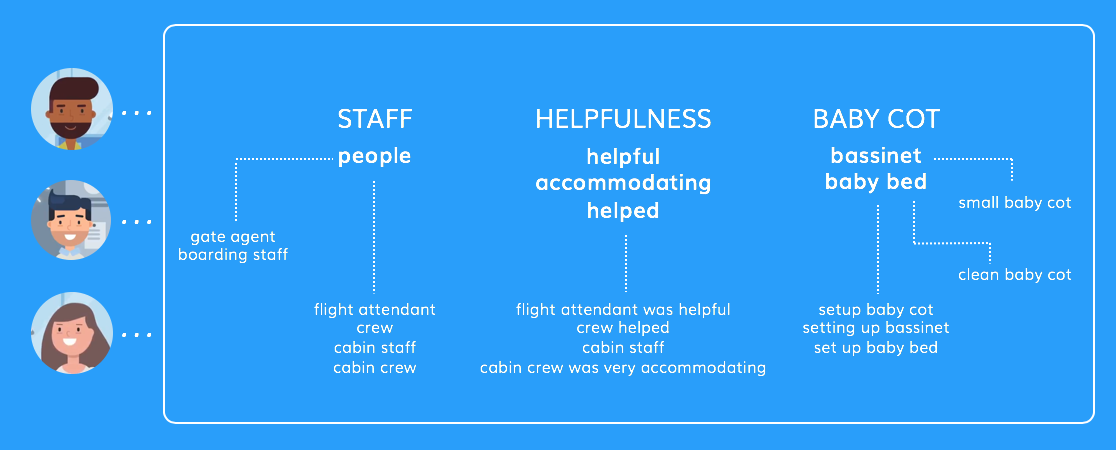 STAFF
people
gate agent
boarding staff
flight attendant
crew
cabin staff
cabin crew
HELPFULNESS
helpful
accommodating
helped
flight attendant was helpful
crew helped
cabin staff
cabin crew was very accommodating
BABY COT
bassinet
baby bed
small baby cot
clean baby cot
setup baby cot
setting up bassinet
set up baby bed